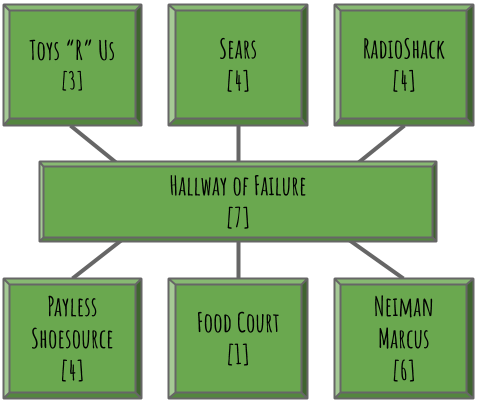 Toys "R" Us
[3]
Sears
[4]
RadioShack
[4]
Hallway of Failure
[7]
Payless
Shoesource
[4]
Food Court
[1]
Neiman
Marcus
[6]